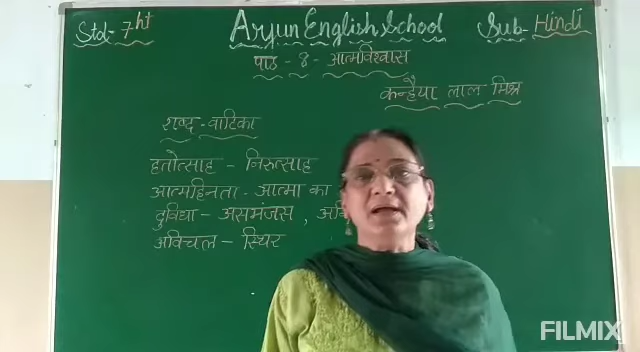 Std - 7ht
Arjun English School
Sub - Hindi
पाठ - 8 - आत्मविश्वास
कन्हैया लाल मिश्र
शब्द - वाटिका
हतोत्साह - निरुत्साह
आत्महिनता - आत्मा का
दुविधा - असमंजस ,
अविचल - स्थिर
FILMIX